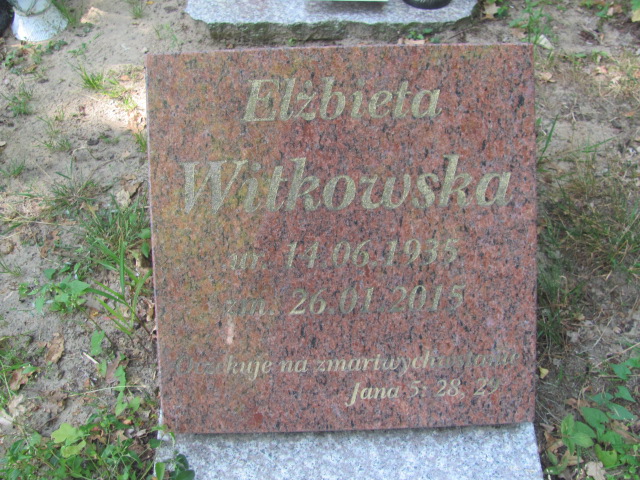 Elżbieta
Witkowska
ur. 14.06.1935
zm. 26.01.2015
Oczekuje na zmartwychwstanie
Jana 5: 28, 29